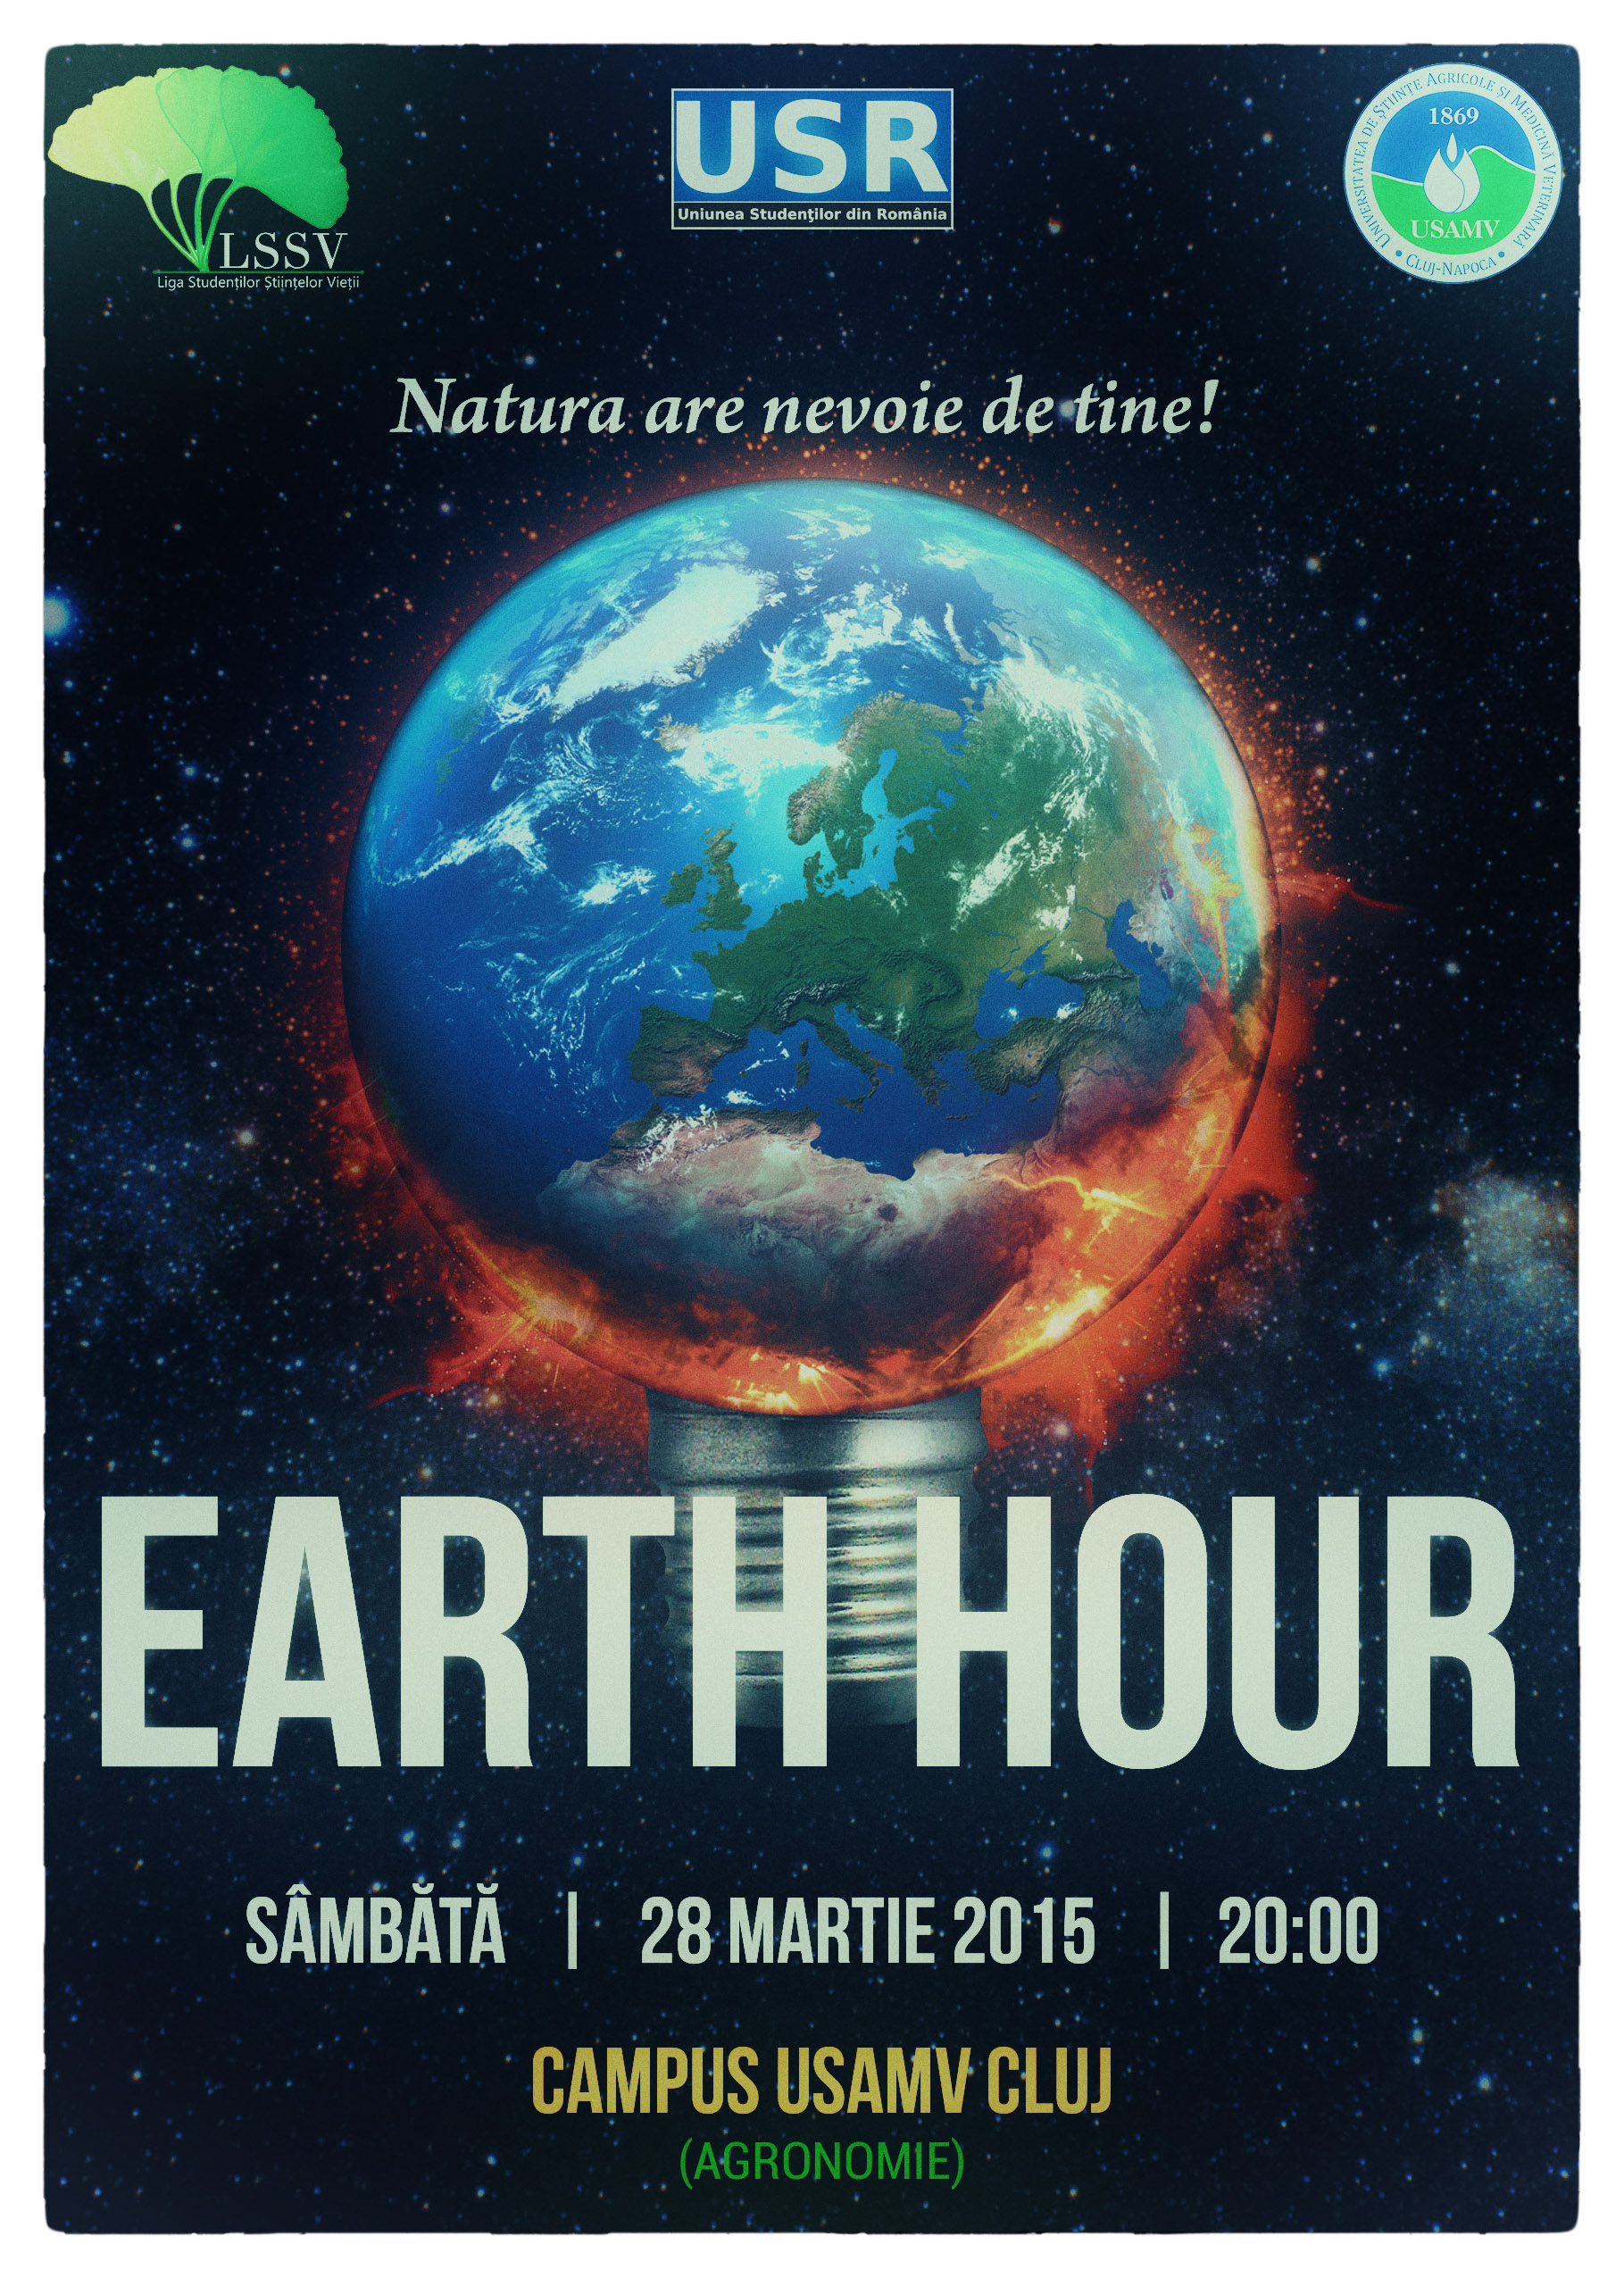 LSSV
Liga Studenților Științelor Vieții
USR
Uniunea Studenţilor din România
Universitatea de Științe Agricole și Medicină Veterinară
1869
USAMV
• Cluj-Napoca •
Natura are nevoie de tine!
EARTH HOUR
SÂMBĂTĂ | 28 MARTIE 2015 | 20:00
CAMPUS USAMV CLUJ
(AGRONOMIE)